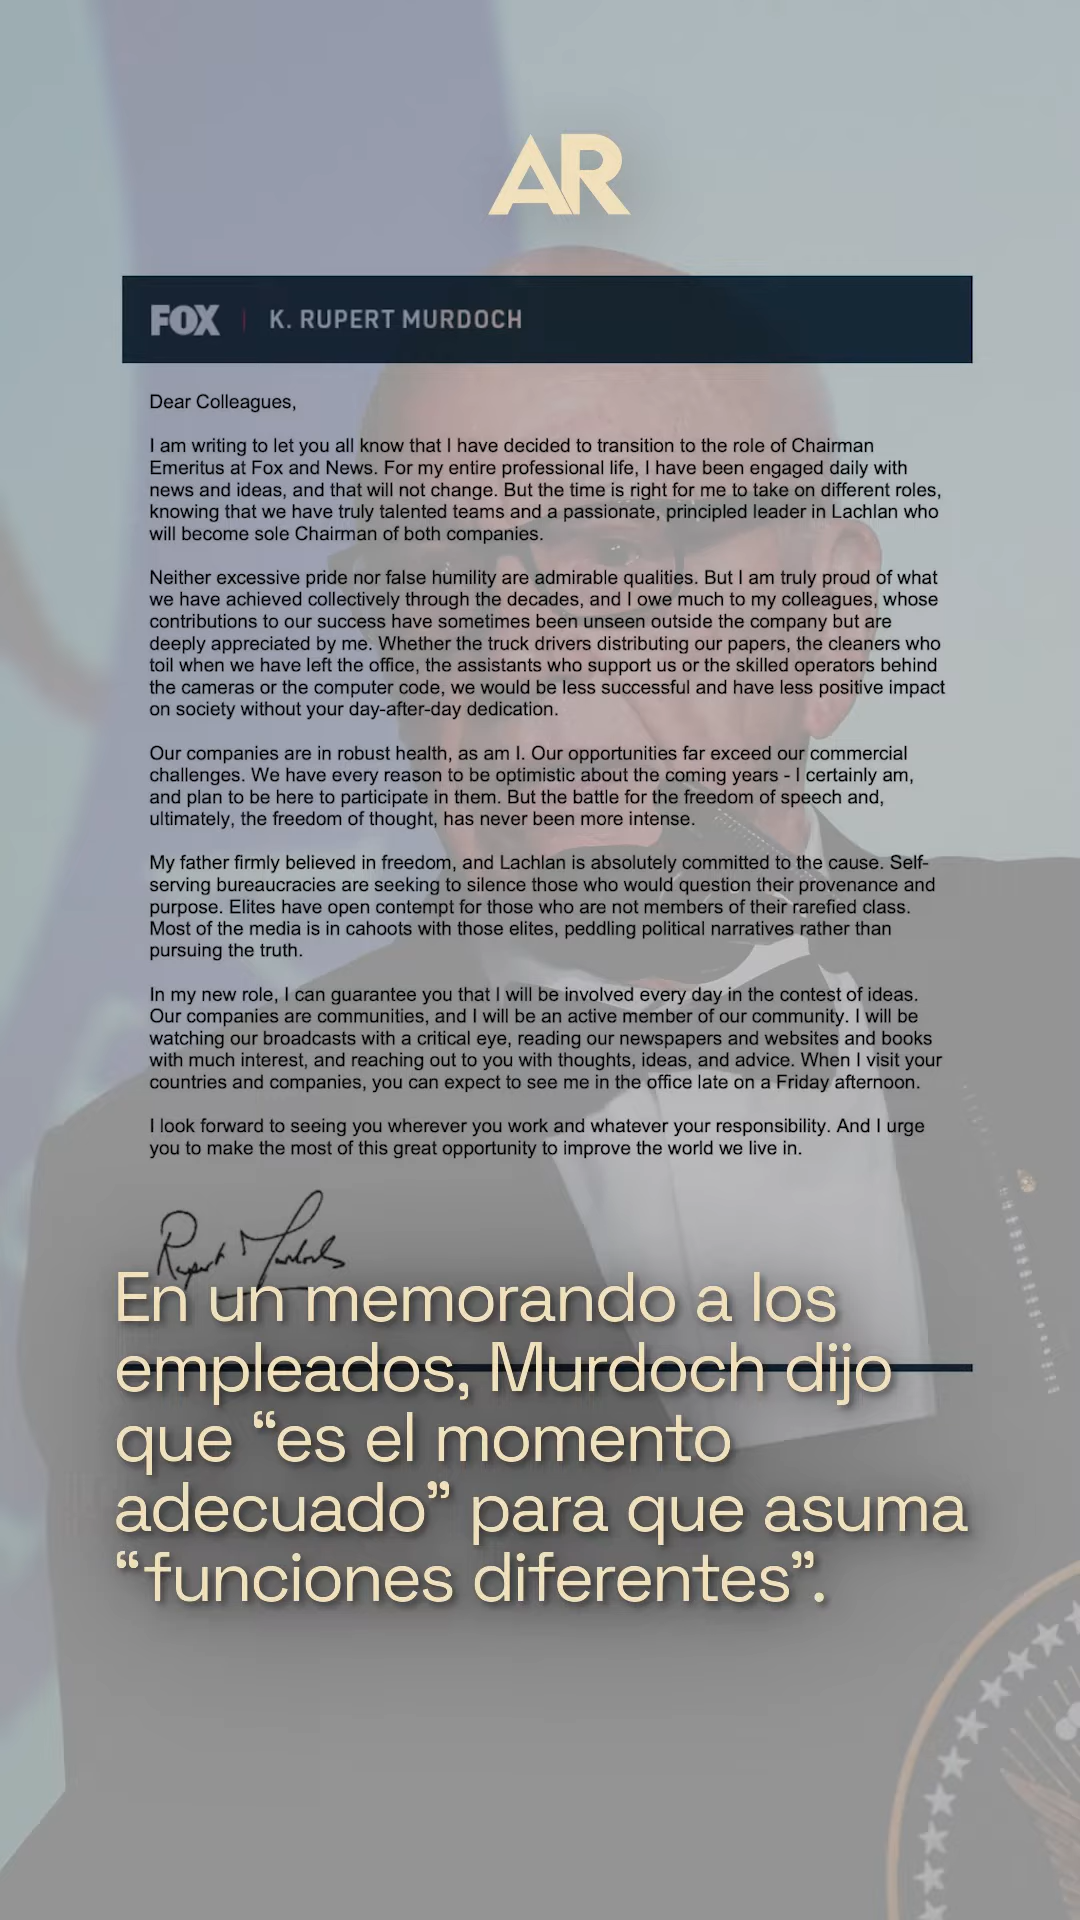 AR
FOX | K. RUPERT MURDOCH
Dear Colleagues,
I am writing to let you all know that I have decided to transition to the role of Chairman
Emeritus at Fox and News. For my entire professional life, I have been engaged daily with
news and ideas, and that will not change. But the time is right for me to take on different roles,
knowing that we have truly talented teams and a passionate, principled leader in Lachlan who
will become sole Chairman of both companies.
Neither excessive pride nor false humility are admirable qualities. But I am truly proud of what
we have achieved collectively through the decades, and I owe much to my colleagues, whose
contributions to our success have sometimes been unseen outside the company but are
deeply appreciated by me. Whether the truck drivers distributing our papers, the cleaners who
toil when we have left the office, the assistants who support us or the skilled operators behind
the cameras or the computer code, we would be less successful and have less positive impact
on society without your day-after-day dedication.
Our companies are in robust health, as am I. Our opportunities far exceed our commercial
challenges. We have every reason to be optimistic about the coming years - I certainly am,
and plan to be here to participate in them. But the battle for the freedom of speech and,
ultimately, the freedom of thought, has never been more intense.
My father firmly believed in freedom, and Lachlan is absolutely committed to the cause. Self-
serving bureaucracies are seeking to silence those who would question their provenance and
purpose. Elites have open contempt for those who are not members of their rarefied class.
Most of the media is in cahoots with those elites, peddling political narratives rather than
pursuing the truth.
In my new role, I can guarantee you that I will be involved every day in the contest of ideas.
Our companies are communities, and I will be an active member of our community. I will be
watching our broadcasts with a critical eye, reading our newspapers and websites and books
with much interest, and reaching out to you with thoughts, ideas, and advice. When I visit your
countries and companies, you can expect to see me in the office late on a Friday afternoon.
I look forward to seeing you wherever you work and whatever your responsibility. And I urge
you to make the most of this great opportunity to improve the world we live in.
Rupert Murdoch
En un memorando a los
empleados, Murdoch dijo
que “es el momento
adecuado” para que asuma
“funciones diferentes”.